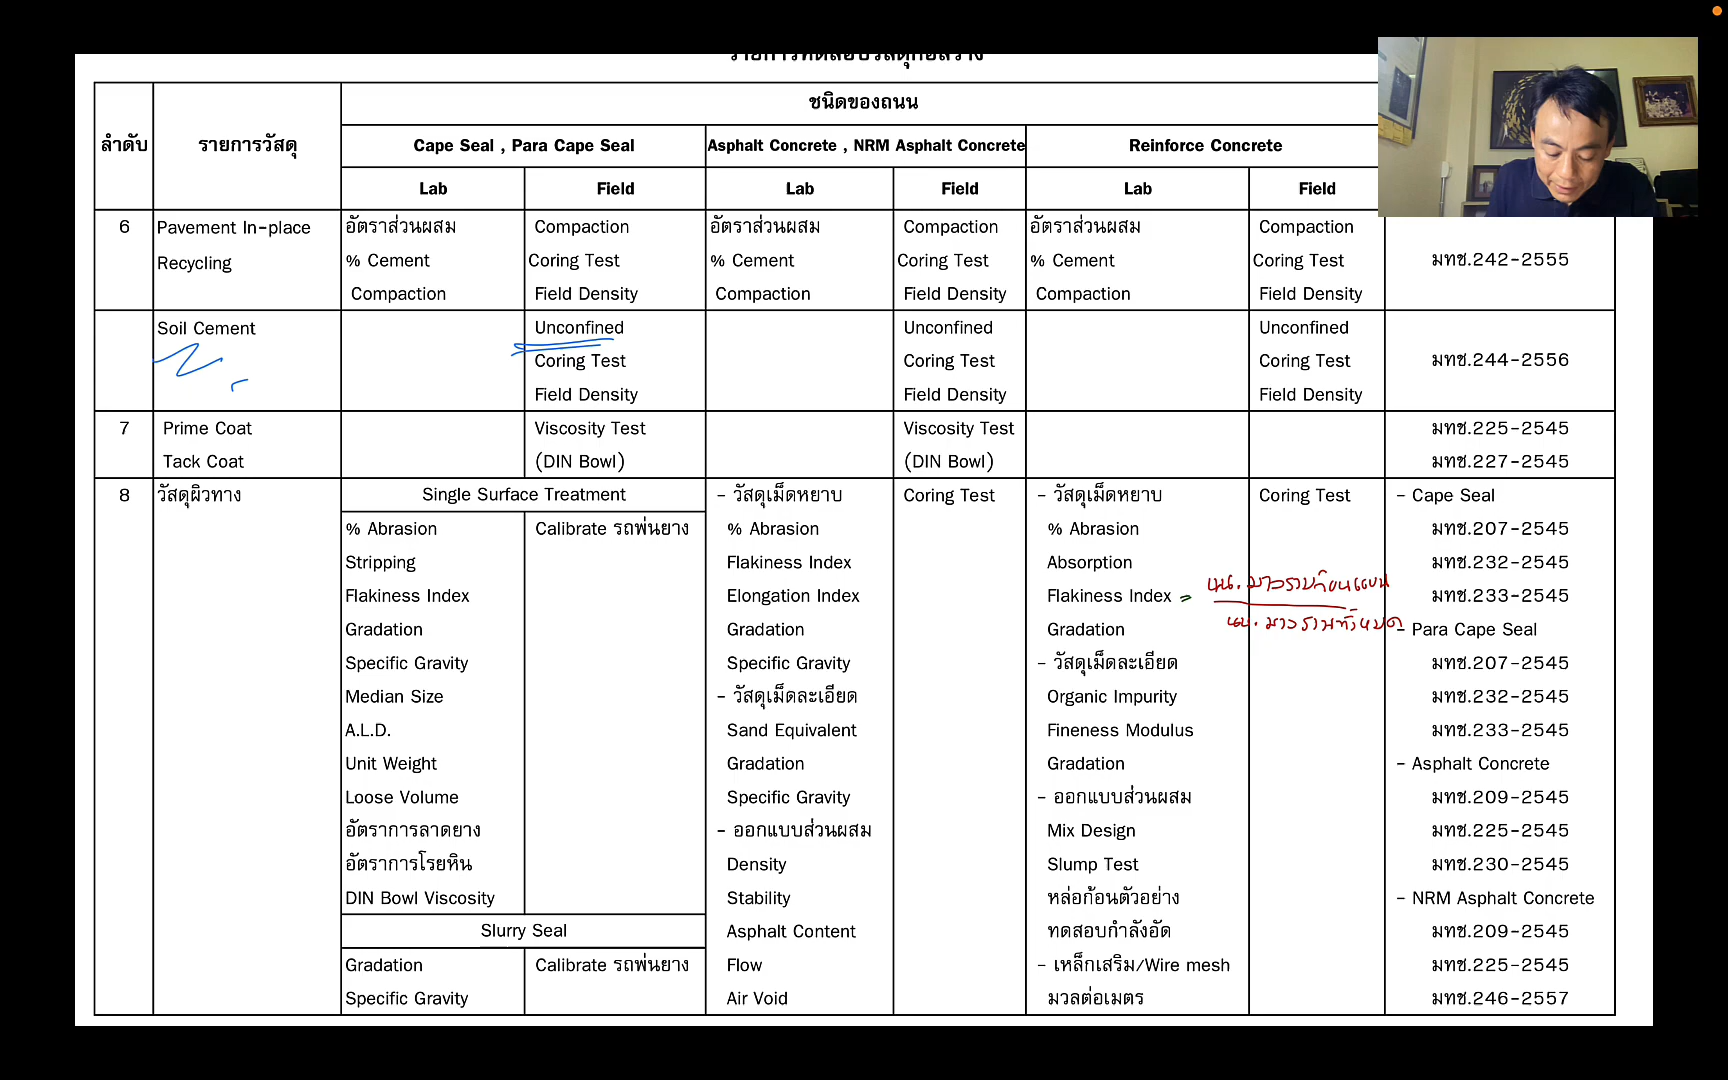 รายการทดสอบวัสดุก่อสร้าง
ลำดับ รายการวัสดุ ชนิดของถนน
Cape Seal , Para Cape Seal Asphalt Concrete , NRM Asphalt Concrete Reinforce Concrete
Lab Field Lab Field Lab Field
6 Pavement In-place อัตราส่วนผสม Compaction อัตราส่วนผสม Compaction อัตราส่วนผสม Compaction
Recycling % Cement Coring Test % Cement Coring Test % Cement Coring Test มทช.242-2555
Compaction Field Density Compaction Field Density Compaction Field Density
Soil Cement Unconfined Unconfined Unconfined
Coring Test Coring Test Coring Test มทช.244-2556
Field Density Field Density Field Density
7 Prime Coat Viscosity Test Viscosity Test มทช.225-2545
Tack Coat (DIN Bowl) (DIN Bowl) มทช.227-2545
8 วัสดุผิวทาง Single Surface Treatment - วัสดุเม็ดหยาบ Coring Test - วัสดุเม็ดหยาบ Coring Test - Cape Seal
% Abrasion Calibrate รถพ่นยาง % Abrasion % Abrasion มทช.207-2545
Stripping Flakiness Index Absorption มทช.232-2545
Flakiness Index Elongation Index Flakiness Index = มทช.233-2545
Gradation Gradation Gradation - Para Cape Seal
Specific Gravity Specific Gravity - วัสดุเม็ดละเอียด มทช.207-2545
Median Size - วัสดุเม็ดละเอียด Organic Impurity มทช.232-2545
A.L.D. Sand Equivalent Fineness Modulus มทช.233-2545
Unit Weight Gradation Gradation - Asphalt Concrete
Loose Volume Specific Gravity - ออกแบบส่วนผสม มทช.209-2545
อัตราการลาดยาง - ออกแบบส่วนผสม Mix Design มทช.225-2545
อัตราการโรยหิน Density Slump Test มทช.230-2545
DIN Bowl Viscosity Stability หล่อก้อนตัวอย่าง - NRM Asphalt Concrete
Slurry Seal Asphalt Content ทดสอบกำลังอัด มทช.209-2545
Gradation Calibrate รถพ่นยาง Flow - เหล็กเสริม/Wire mesh มทช.225-2545
Specific Gravity Air Void มวลต่อเมตร มทช.246-2557